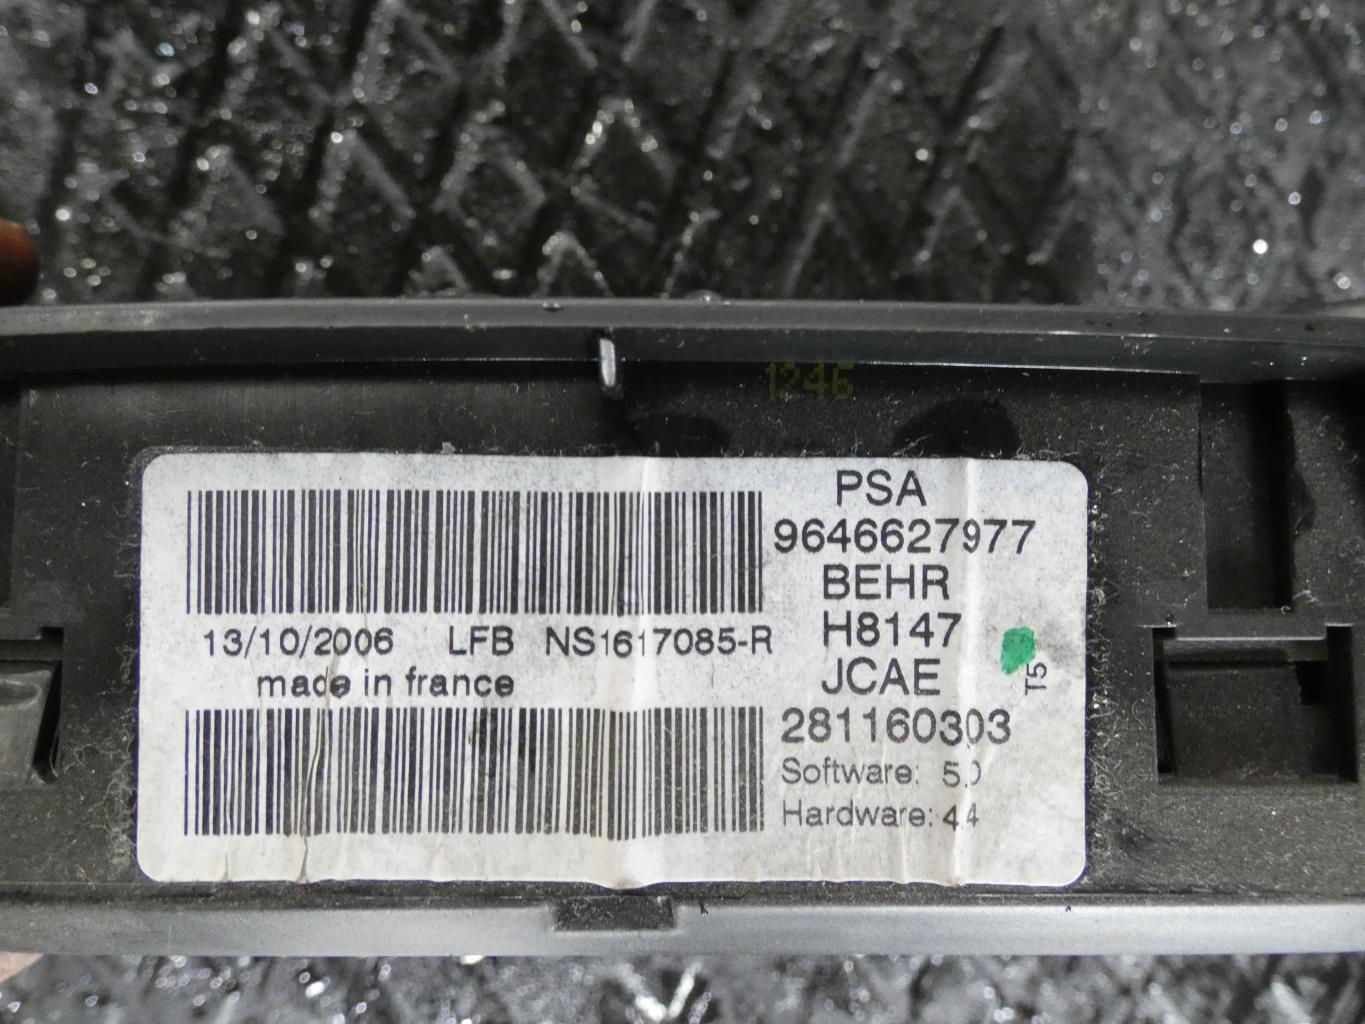 1246
PSA
9646627977
BEHR
H8147
JCAE
281160303
Software: 5.0
Hardware: 4.4
T5
13/10/2006 LFB NS1617085-R
made in france